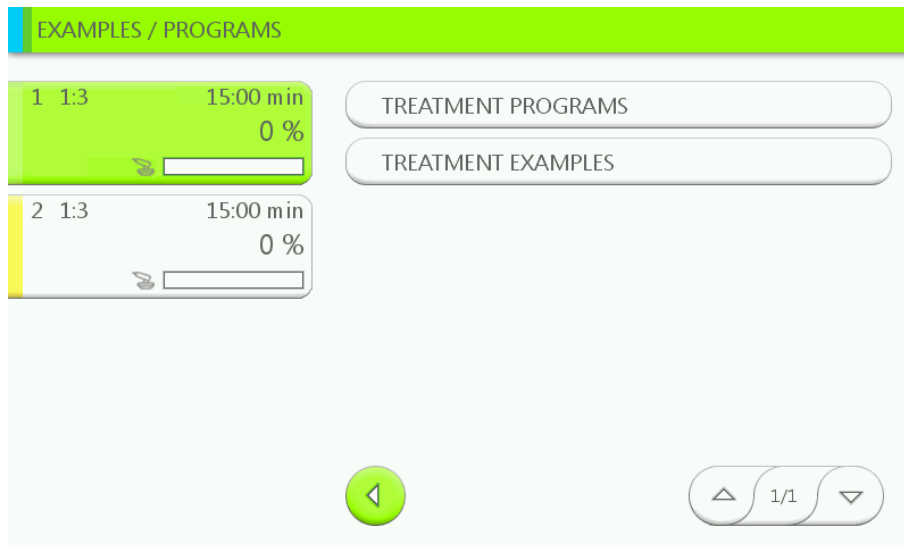 EXAMPLES / PROGRAMS
1 1:3 15:00 min
0 %
2 1:3 15:00 min
0 %
TREATMENT PROGRAMS
TREATMENT EXAMPLES
1/1